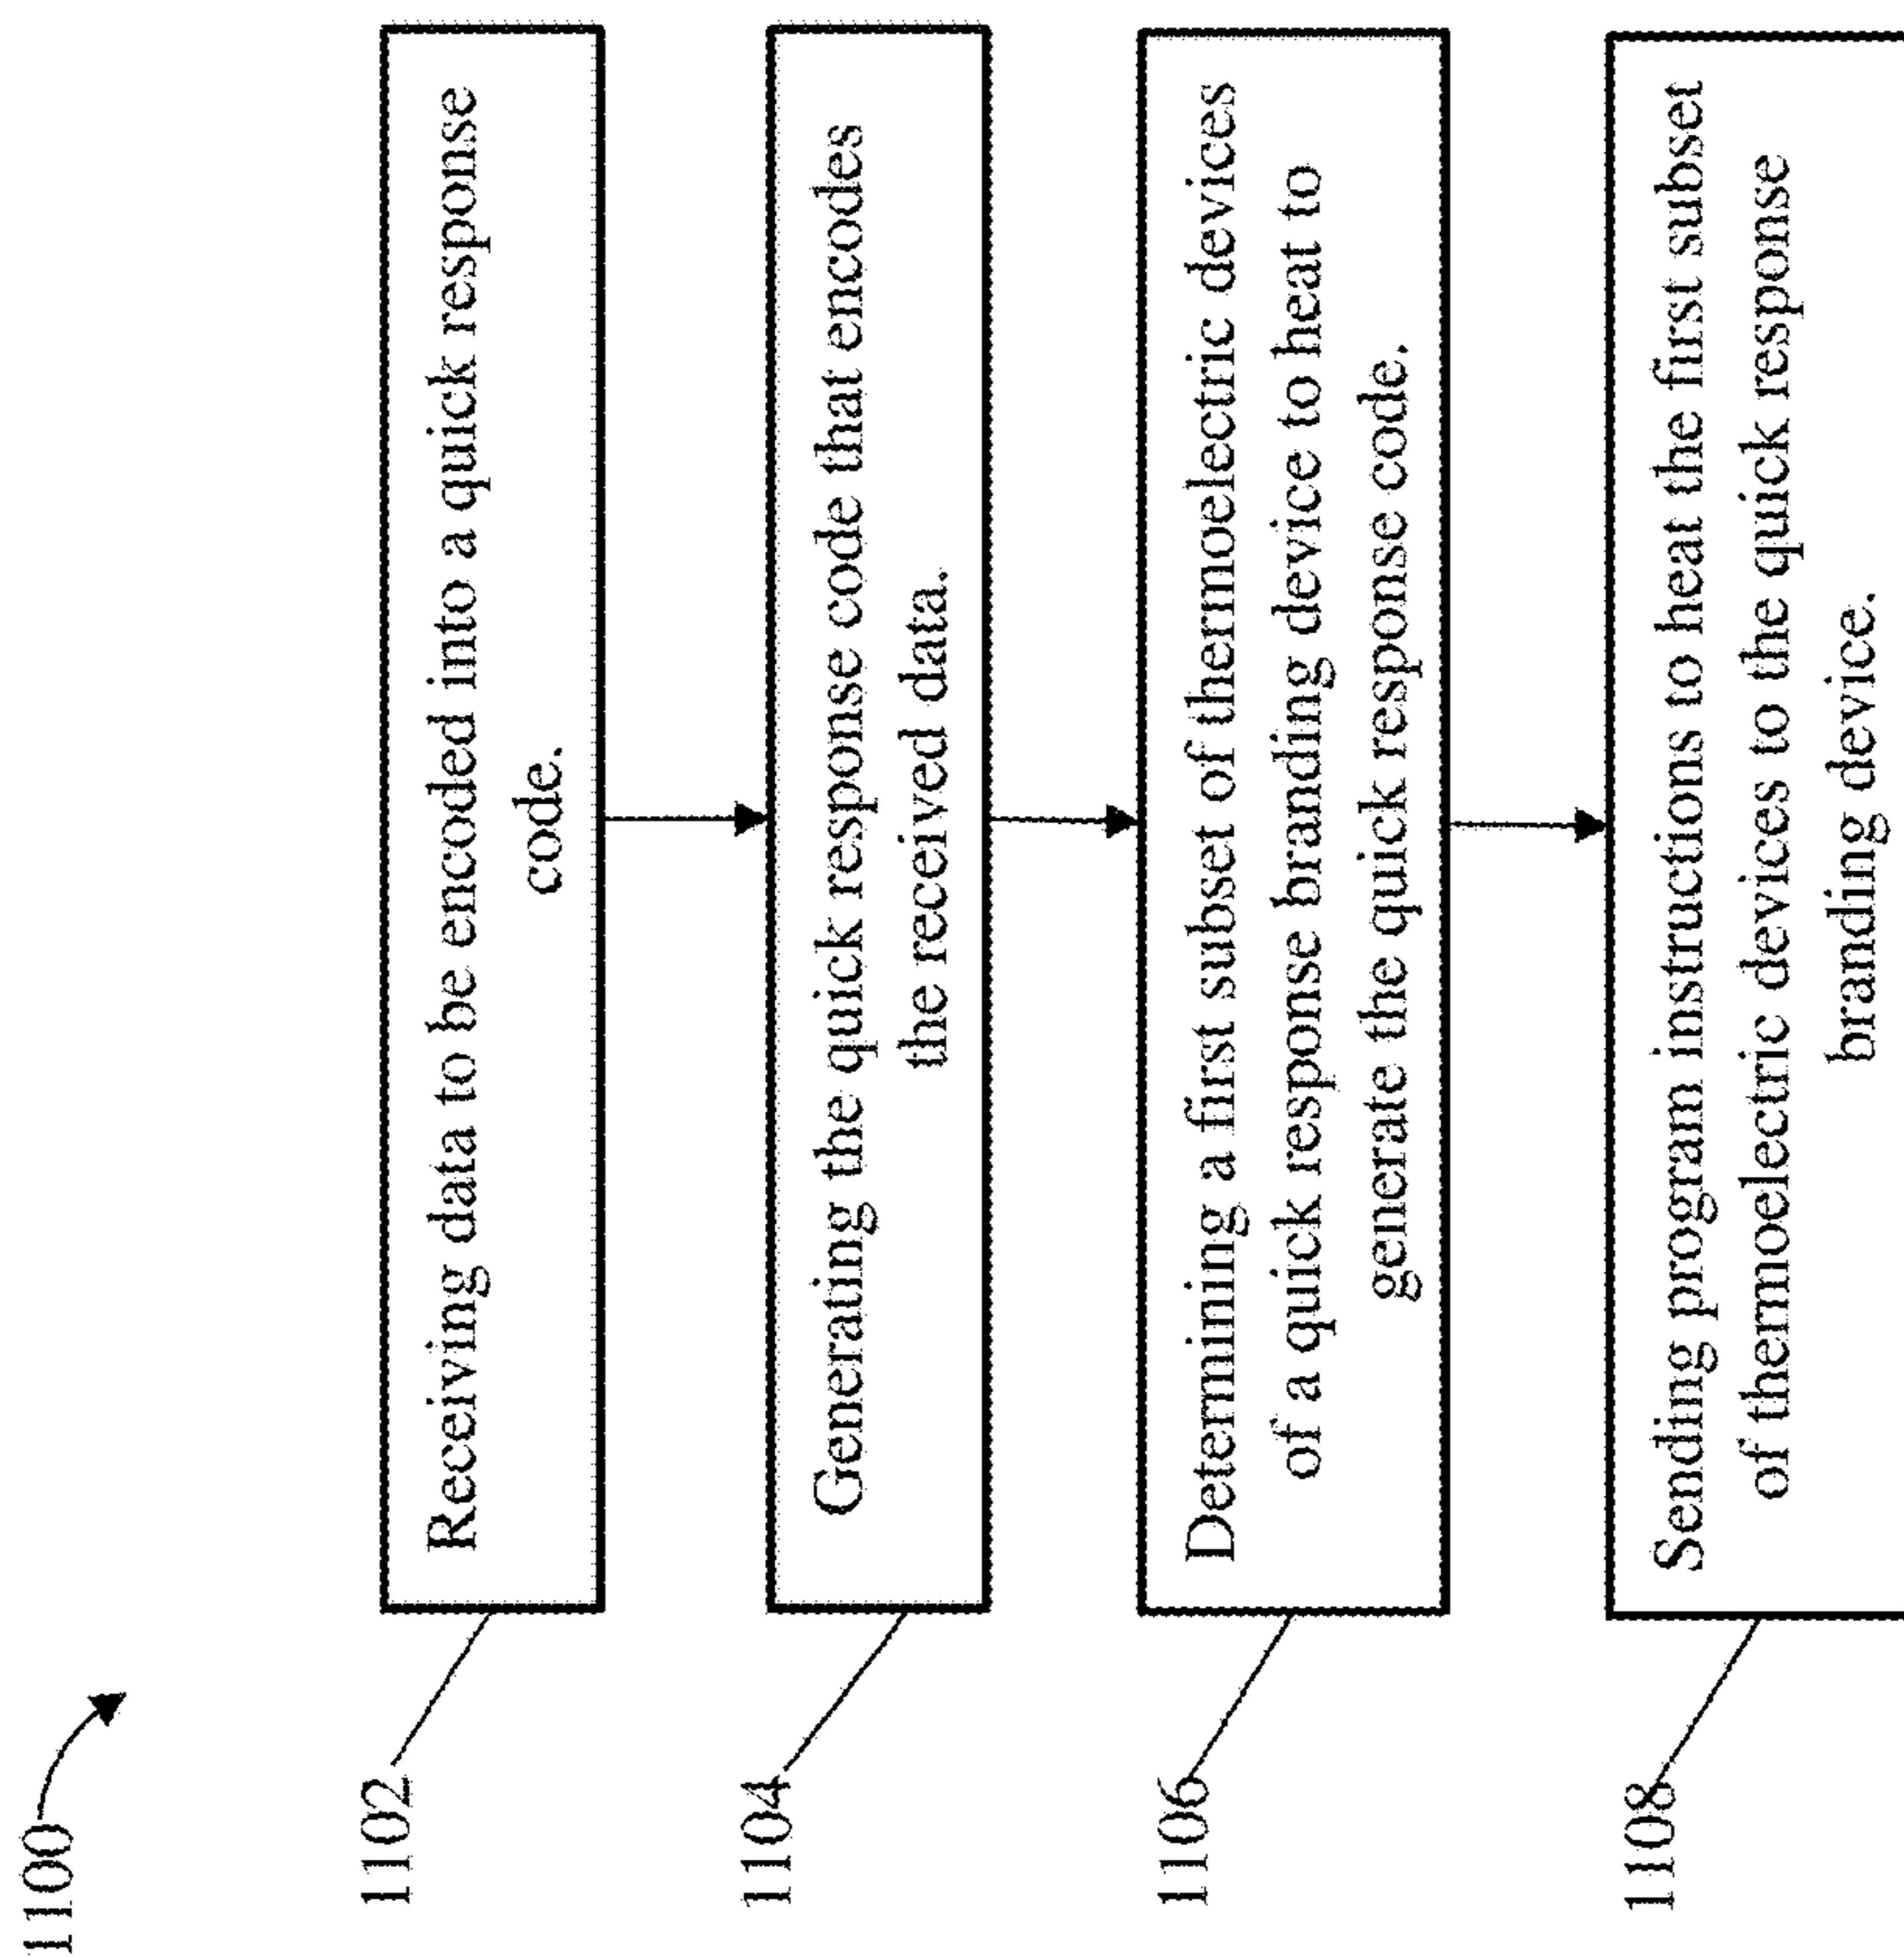 1100
1102
Receiving data to be encoded into a quick response
code.
1104
Generating the quick response code that encodes
the received data.
1106
Determining a first subset of thermoelectric devices
of a quick response branding device to heat to
generate the quick response code.
1108
Sending program instructions to heat the first subset
of thermoelectric devices to the quick response
branding device.